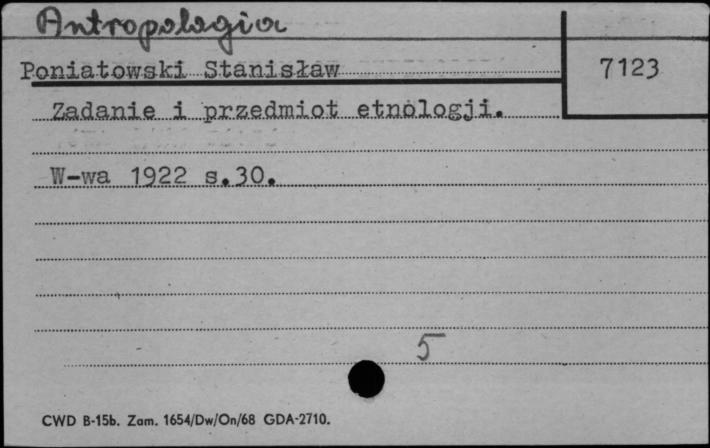 Antropologia
Poniatowski Stanisław
7123
Zadanie i przedmiot etnologji.
W-wa 1922 s.30.
5
CWD B-15b. Zam. 1654/Dw/On/68 GDA-2710.